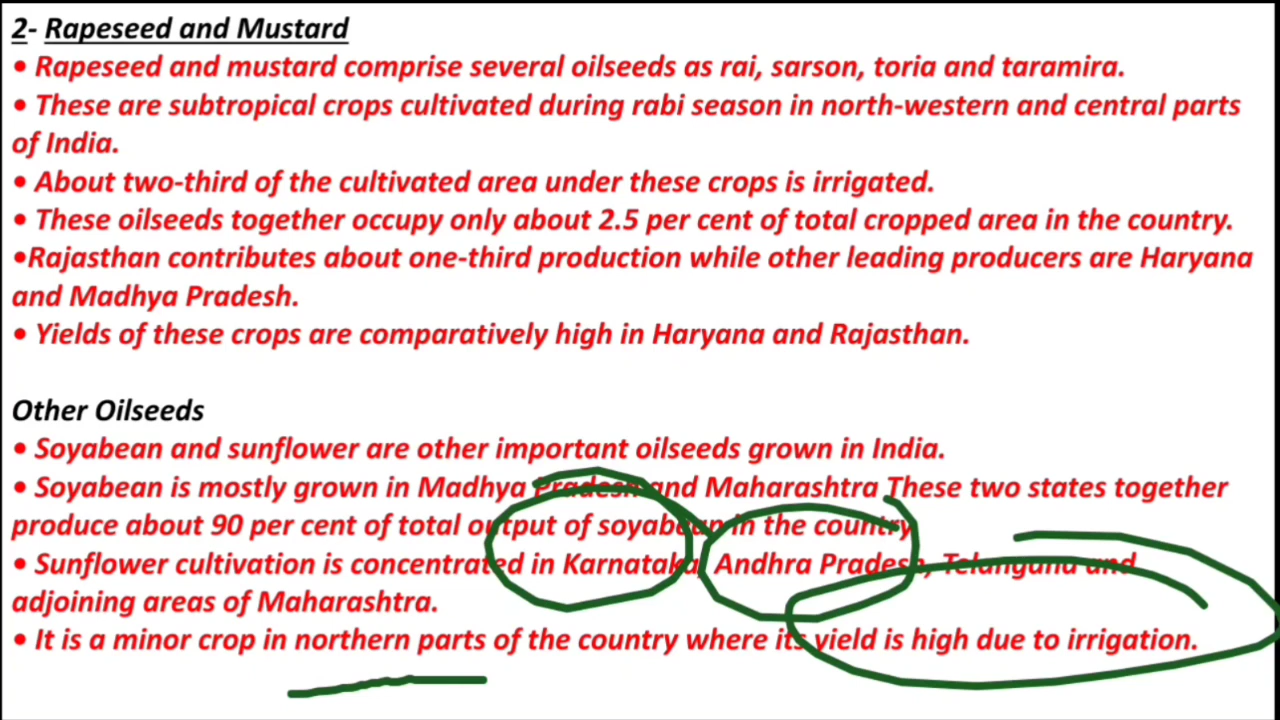 2- Rapeseed and Mustard
• Rapeseed and mustard comprise several oilseeds as rai, sarson, toria and taramira.
• These are subtropical crops cultivated during rabi season in north-western and central parts
of India.
• About two-third of the cultivated area under these crops is irrigated.
• These oilseeds together occupy only about 2.5 per cent of total cropped area in the country.
•Rajasthan contributes about one-third production while other leading producers are Haryana
and Madhya Pradesh.
• Yields of these crops are comparatively high in Haryana and Rajasthan.
Other Oilseeds
• Soyabean and sunflower are other important oilseeds grown in India.
• Soyabean is mostly grown in Madhya Pradesh and Maharashtra These two states together
produce about 90 per cent of total output of soyabean in the country
• Sunflower cultivation is concentrated in Karnataka, Andhra Pradesh, Telangana and
adjoining areas of Maharashtra.
• It is a minor crop in northern parts of the country where its yield is high due to irrigation.